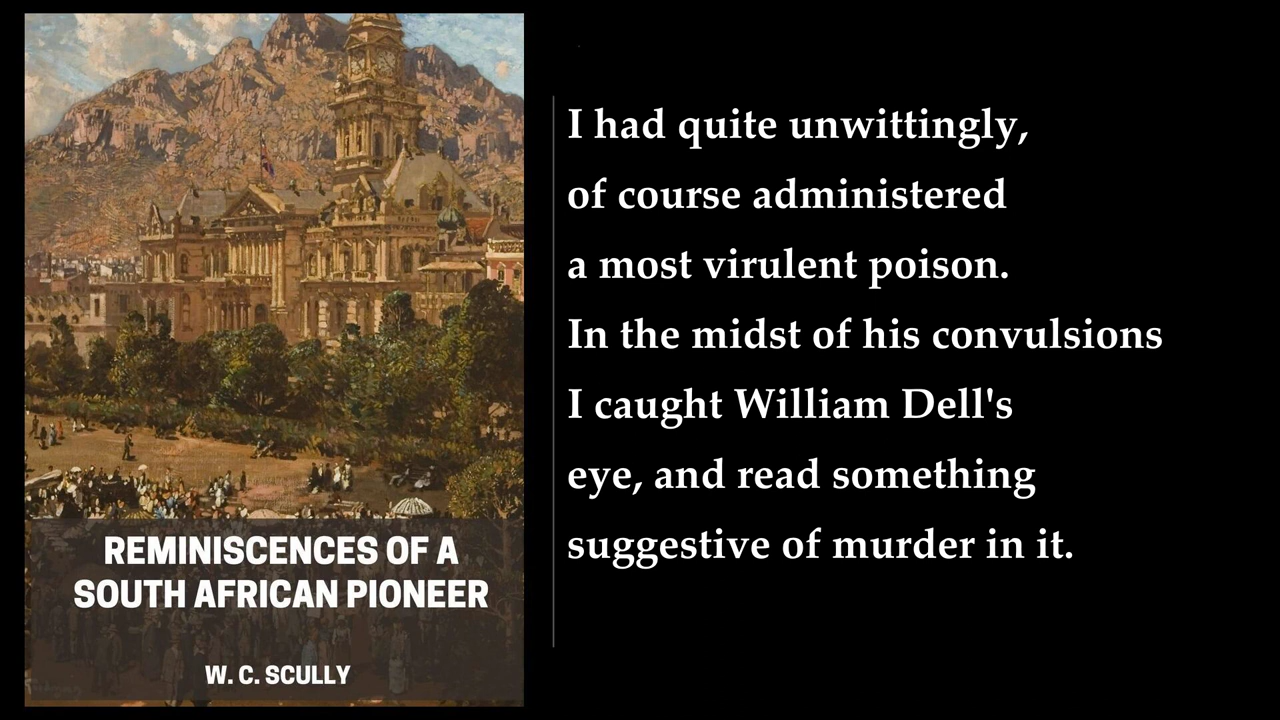 REMINISCENCES OF A
SOUTH AFRICAN PIONEER
W. C. SCULLY
I had quite unwittingly,
of course administered
a most virulent poison.
In the midst of his convulsions
I caught William Dell's
eye, and read something
suggestive of murder in it.